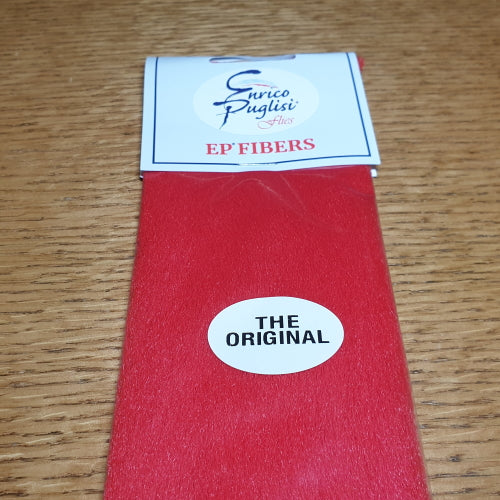 Enrico
Puglisi®
Flies
EP® FIBERS
THE
ORIGINAL